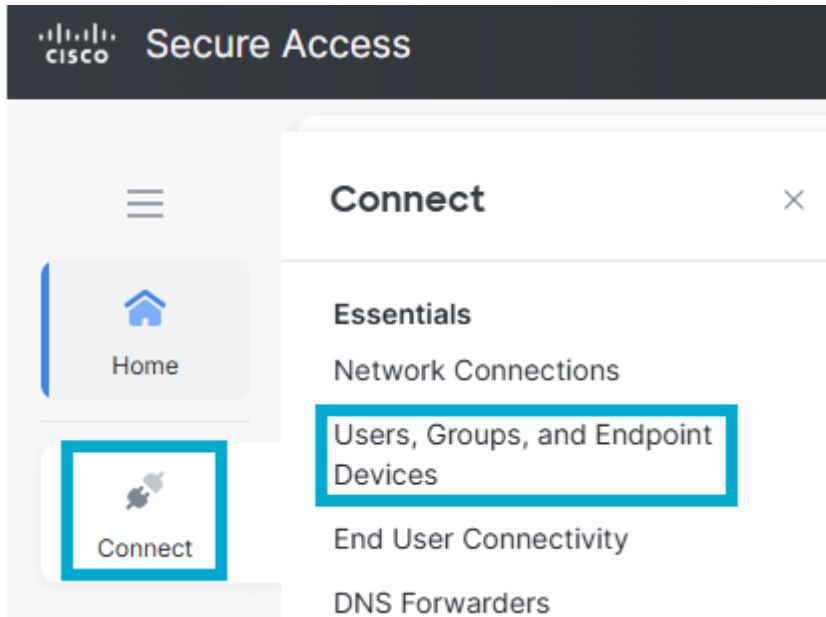 CISCO Secure Access
Connect
Home
Essentials
Network Connections
Users, Groups, and Endpoint
Devices
Connect
End User Connectivity
DNS Forwarders